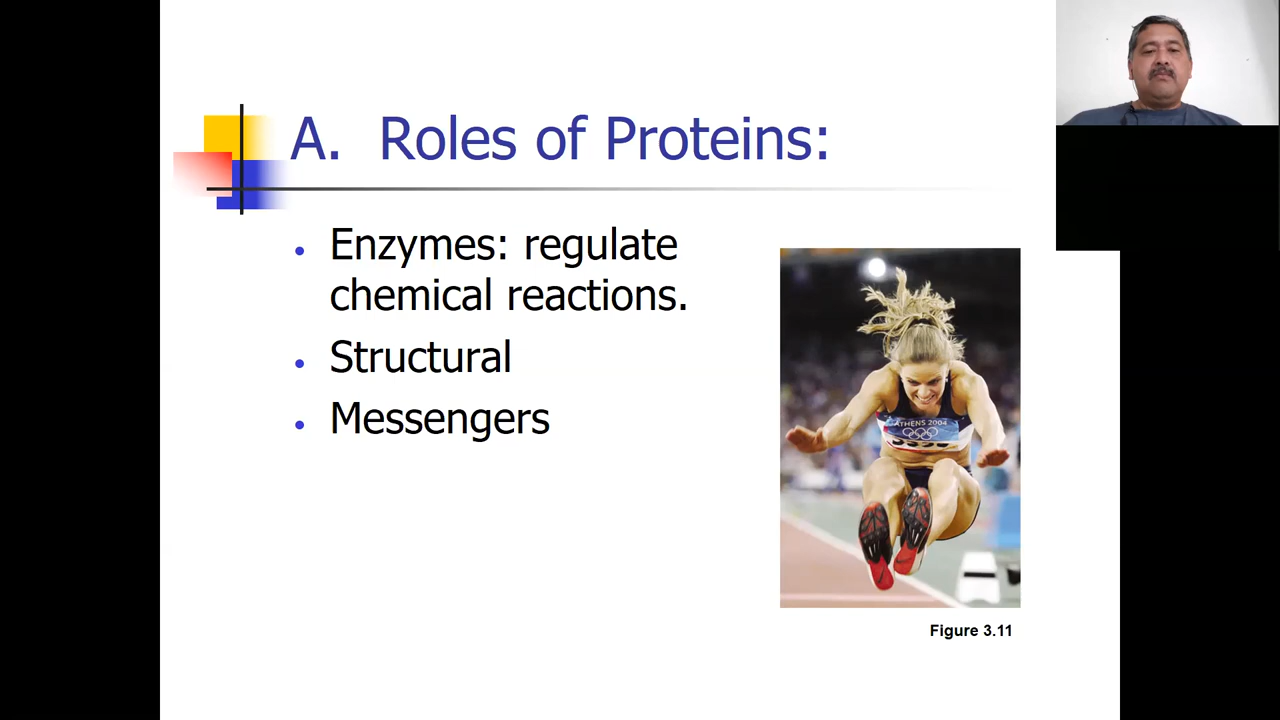 A. Roles of Proteins:
• Enzymes: regulate
chemical reactions.
• Structural
• Messengers
ATHENS 2004
Figure 3.11